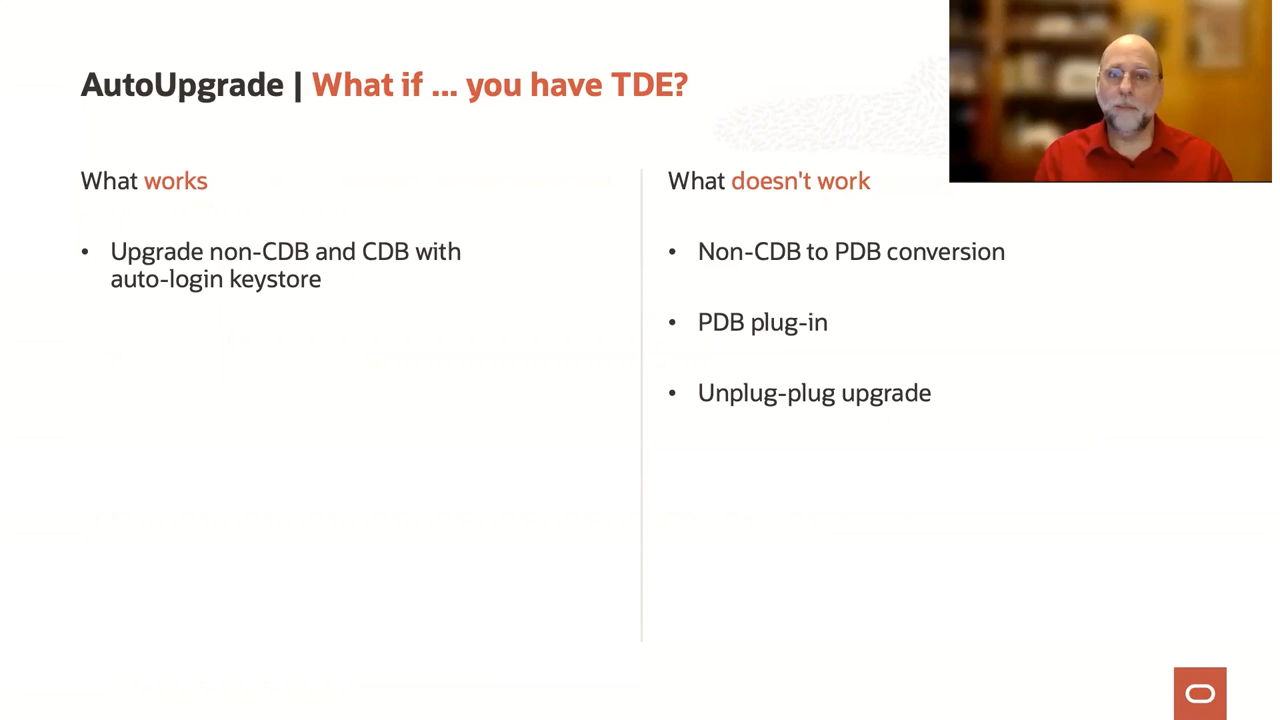 AutoUpgrade | What if ... you have TDE?
What works
• Upgrade non-CDB and CDB with
auto-login keystore
What doesn't work
• Non-CDB to PDB conversion
• PDB plug-in
• Unplug-plug upgrade